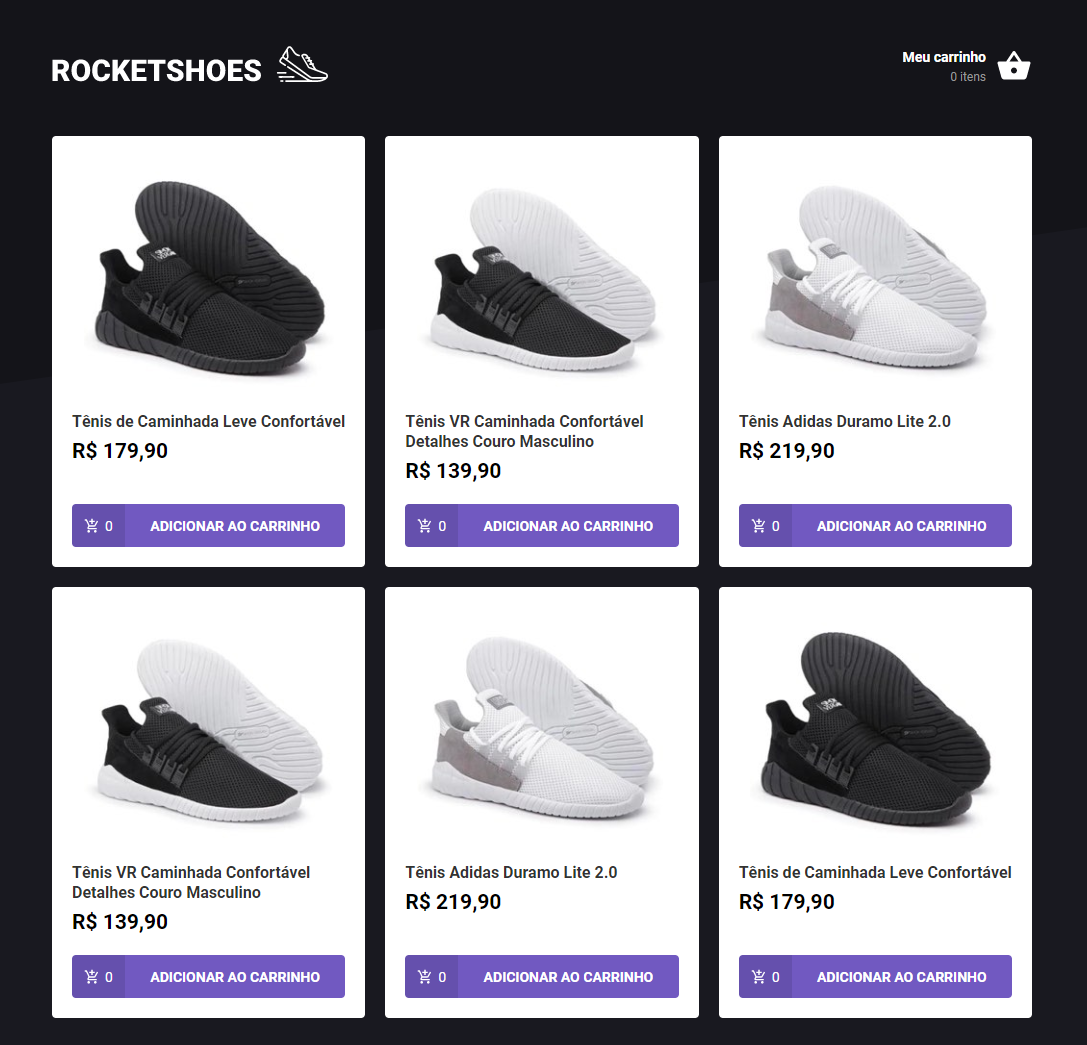 ROCKETSHOES
Meu carrinho
0 itens
Tênis de Caminhada Leve Confortável
R$ 179,90
0 ADICIONAR AO CARRINHO
Tênis VR Caminhada Confortável
Detalhes Couro Masculino
R$ 139,90
0 ADICIONAR AO CARRINHO
Tênis Adidas Duramo Lite 2.0
R$ 219,90
0 ADICIONAR AO CARRINHO
Tênis VR Caminhada Confortável
Detalhes Couro Masculino
R$ 139,90
0 ADICIONAR AO CARRINHO
Tênis Adidas Duramo Lite 2.0
R$ 219,90
0 ADICIONAR AO CARRINHO
Tênis de Caminhada Leve Confortável
R$ 179,90
0 ADICIONAR AO CARRINHO